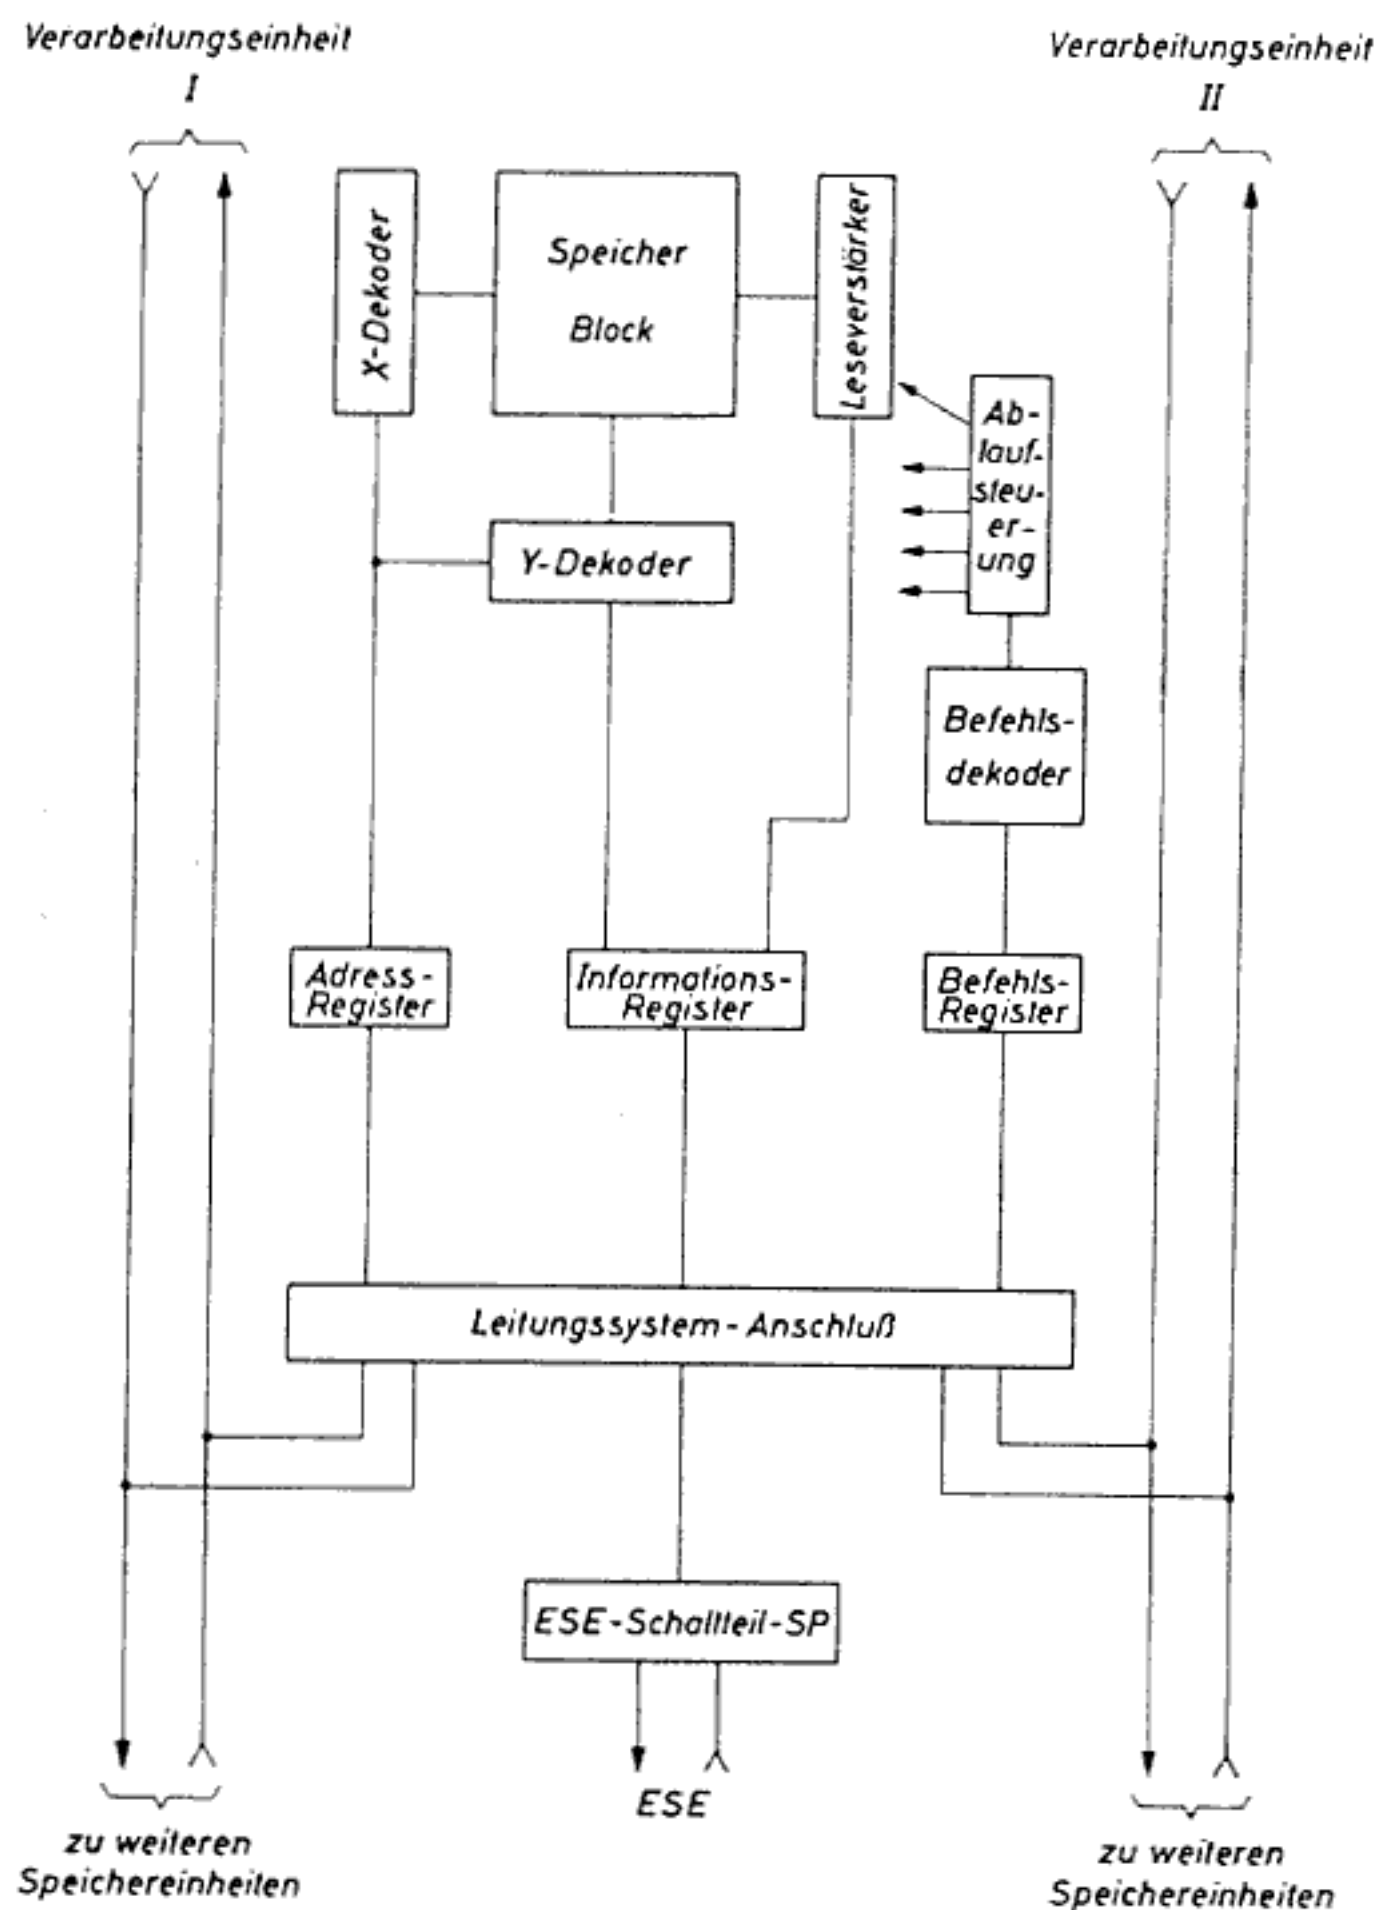 Verarbeitungseinheit
I
Verarbeitungseinheit
II
X-Dekoder
Speicher
Block
Leseverstärker
Ab-
lauf-
steu-
er-
ung
Y-Dekoder
Befehls-
dekoder
Adress-
Register
Informations-
Register
Befehls-
Register
Leitungssystem-Anschluß
ESE-Schaltteil-SP
ESE
zu weiteren
Speichereinheiten
zu weiteren
Speichereinheiten